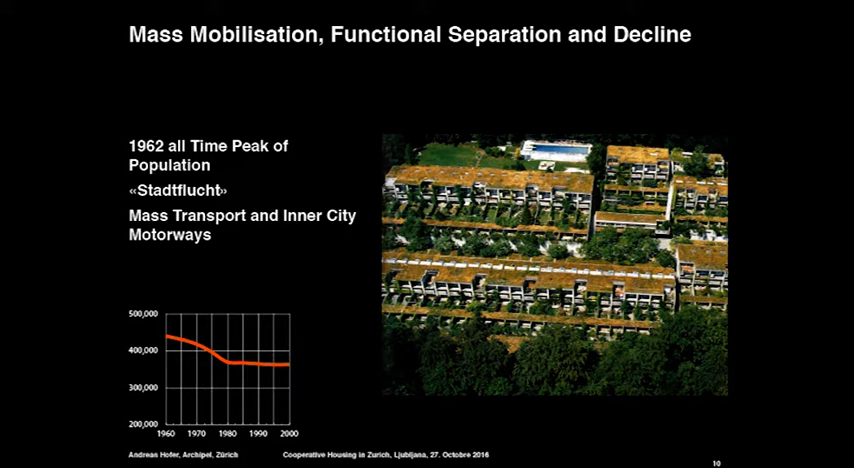 Mass Mobilisation, Functional Separation and Decline
1962 all Time Peak of
Population
«Stadtflucht»
Mass Transport and Inner City
Motorways
500,000
400,000
300,000
200,000
1960 1970 1980 1990 2000
Andrean Hofer, Archipel, Zürich
Cooperative Housing in Zurich, Ljubljana, 27. Octobre 2016
10